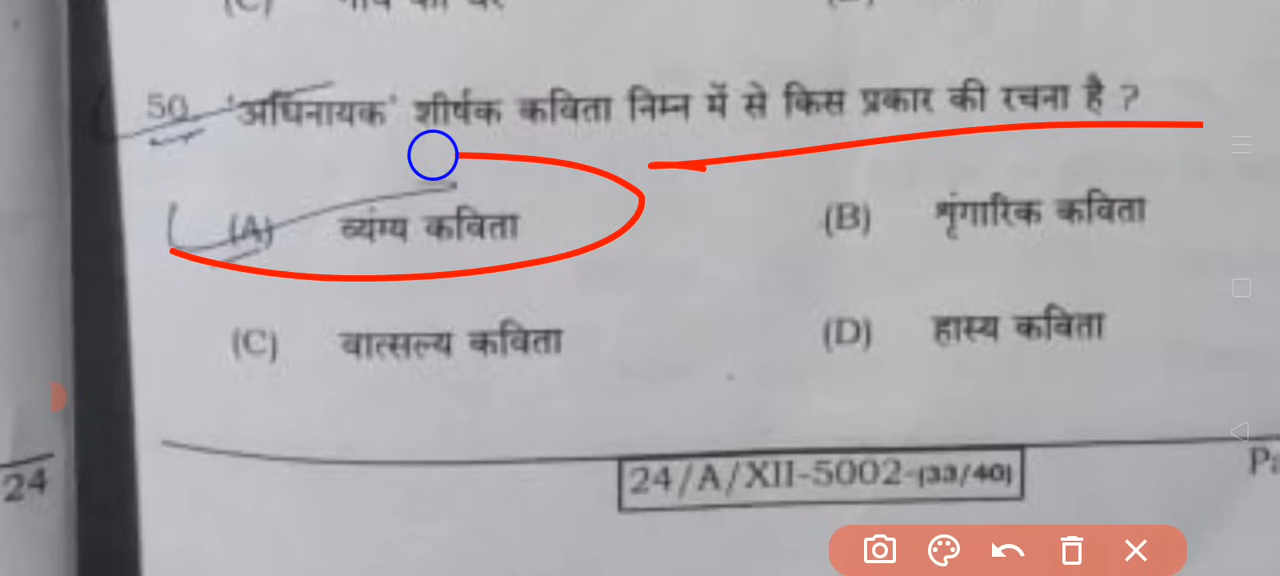 50. 'अधिनायक' शीर्षक कविता निम्न में से किस प्रकार की रचना है ?
(A) व्यंग्य कविता (B) शृंगारिक कविता
(C) वात्सल्य कविता (D) हास्य कविता
24
24/A/XII-5002-(33/40)